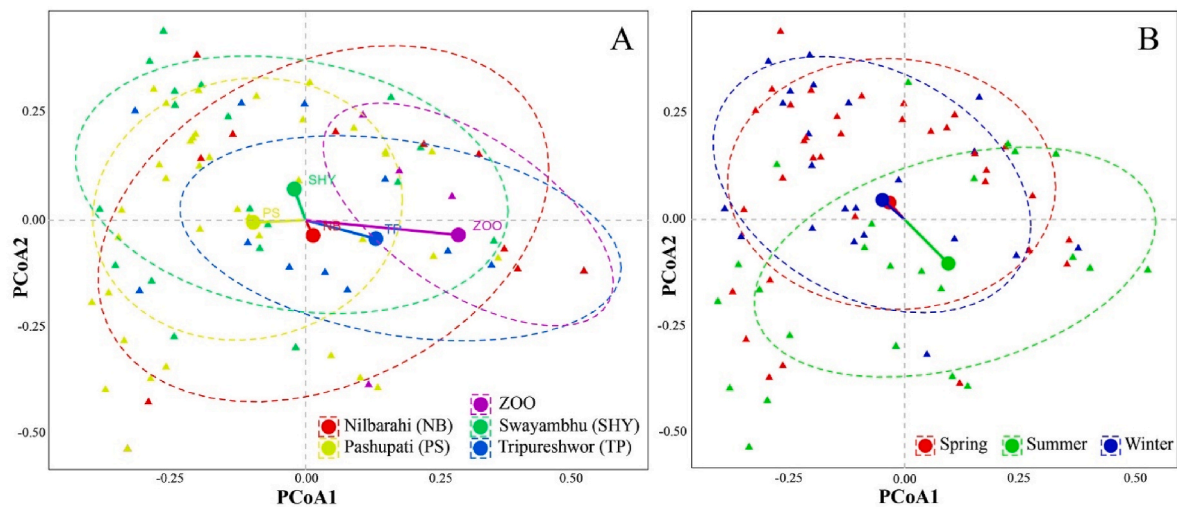 A
B
0.25
0.00
-0.25
-0.50
PCoA2
SHY
PS
NB
TP
ZOO
ZOO
Nilbarahi (NB)
Swayambhu (SHY)
Pashupati (PS)
Tripureshwor (TP)
-0.25
0.00
0.25
0.50
PCoA1
0.25
0.00
-0.25
-0.50
PCoA2
Spring
Summer
Winter
-0.25
0.00
0.25
0.50
PCoA1